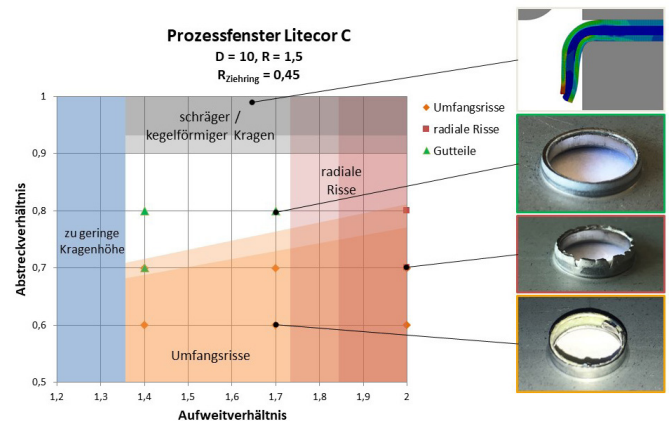 Prozessfenster Litecor C
D = 10, R = 1,5
RZiehring = 0,45
1
0,9
0,8
0,7
0,6
0,5
Abstreckverhältnis
schräger /
kegelförmiger Kragen
radiale
Risse
zu geringe
Kragenhöhe
Umfangsrisse
1,2
1,3
1,4
1,5
1,6
1,7
1,8
1,9
2
Aufweitverhältnis
Umfangsrisse
radiale Risse
Gutteile